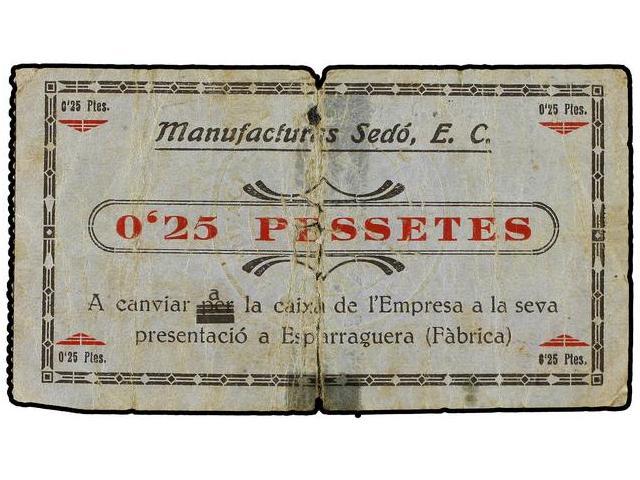 0'25 Ptes. 0'25 Ptes.
Manufactures Sedó, E. C.
0'25 PESSETES
a
A canviar per la caixa de l'Empresa a la seva
presentació a Esparraguera (Fàbrica)
0'25 Ptes. 0'25 Ptes.